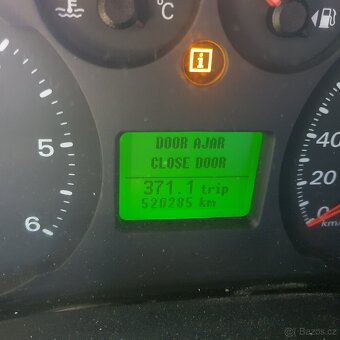 °C
i
DOOR AJAR
CLOSE DOOR
371.1 trip
520285 km
5
6
40
20
0
km/
Bazos.cz